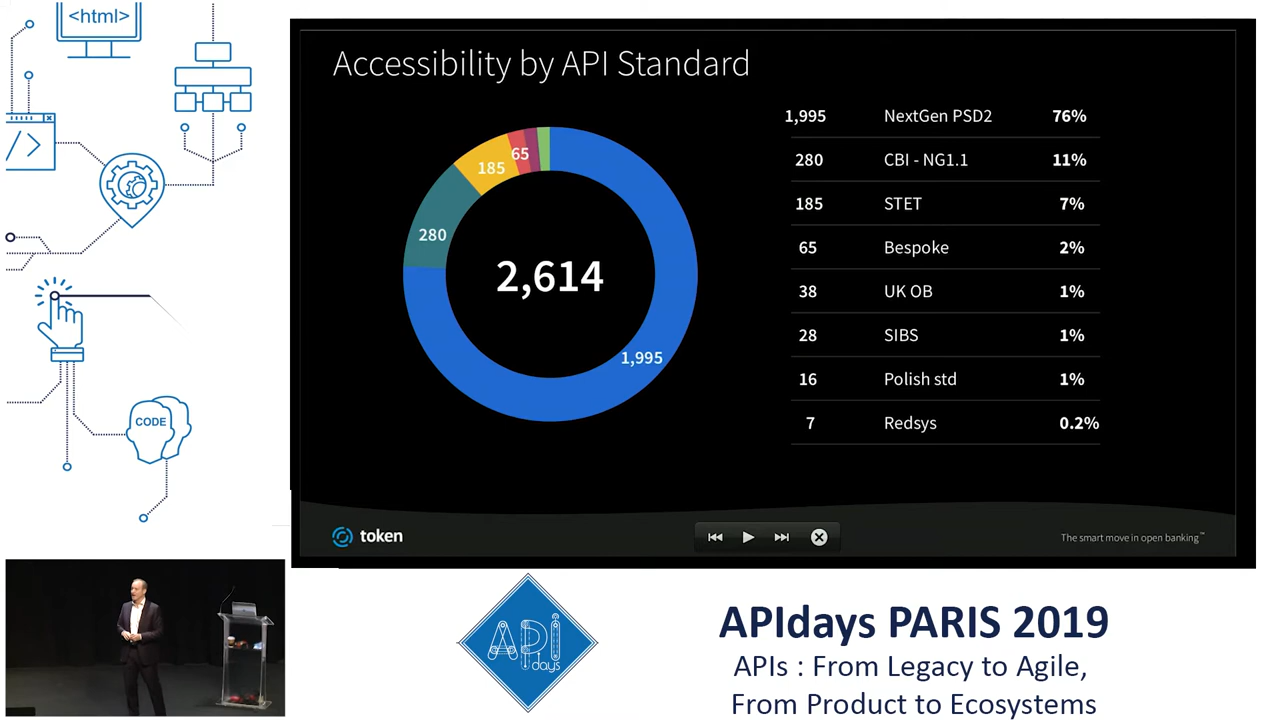 <html>
</>
CODE
Accessibility by API Standard
2,614
1,995
280
185
65
1,995 NextGen PSD2 76%
280 CBI - NG1.1 11%
185 STET 7%
65 Bespoke 2%
38 UK OB 1%
28 SIBS 1%
16 Polish std 1%
7 Redsys 0.2%
token
The smart move in open banking™
API
days
APIdays PARIS 2019
APIs : From Legacy to Agile,
From Product to Ecosystems